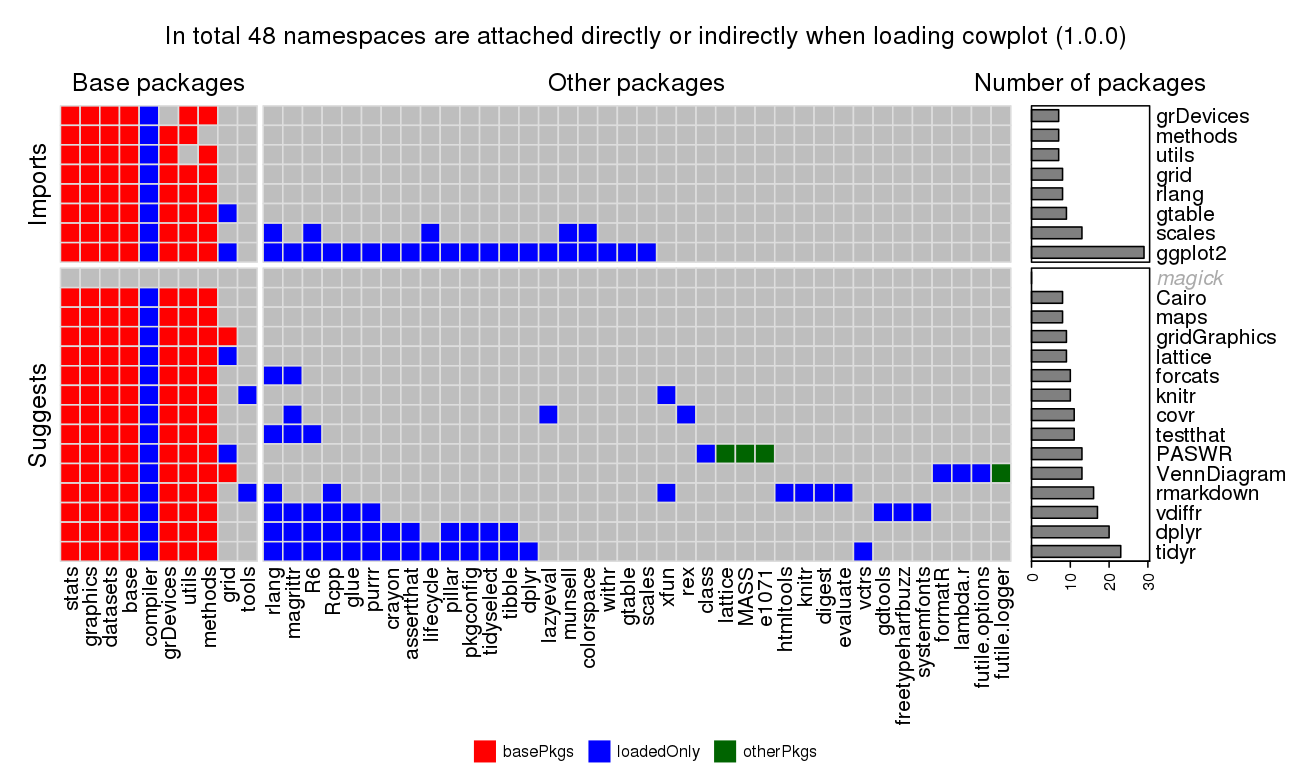 In total 48 namespaces are attached directly or indirectly when loading cowplot (1.0.0)
Base packages
Other packages
Number of packages
Imports
grDevices
methods
utils
grid
rlang
gtable
scales
ggplot2
Suggests
magick
Cairo
maps
gridGraphics
lattice
forcats
knitr
covr
testthat
PASWR
VennDiagram
rmarkdown
vdiffr
dplyr
tidyr
stats
graphics
datasets
base
compiler
grDevices
utils
methods
grid
tools
rlang
magrittr
R6
Rcpp
glue
purrr
crayon
assertthat
lifecycle
pillar
pkgconfig
tidyselect
tibble
dplyr
lazyeval
munsell
colorspace
withr
gtable
scales
xfun
rex
class
lattice
MASS
e1071
htmltools
knitr
digest
evaluate
vctrs
gdtools
freetypeharfbuzz
systemfonts
formatR
lambda.r
futile.options
futile.logger
0
10
20
30
basePkgs
loadedOnly
otherPkgs